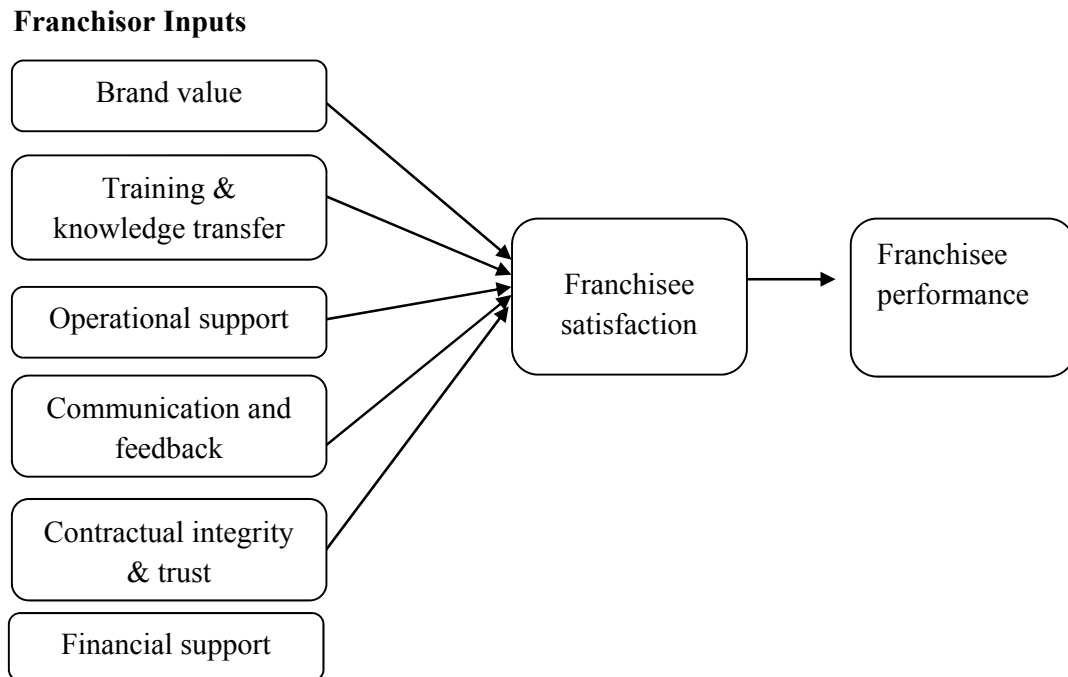 Franchisor Inputs
Brand value
Training &
knowledge transfer
Operational support
Communication and
feedback
Contractual integrity
& trust
Financial support
Franchisee
satisfaction
Franchisee
performance